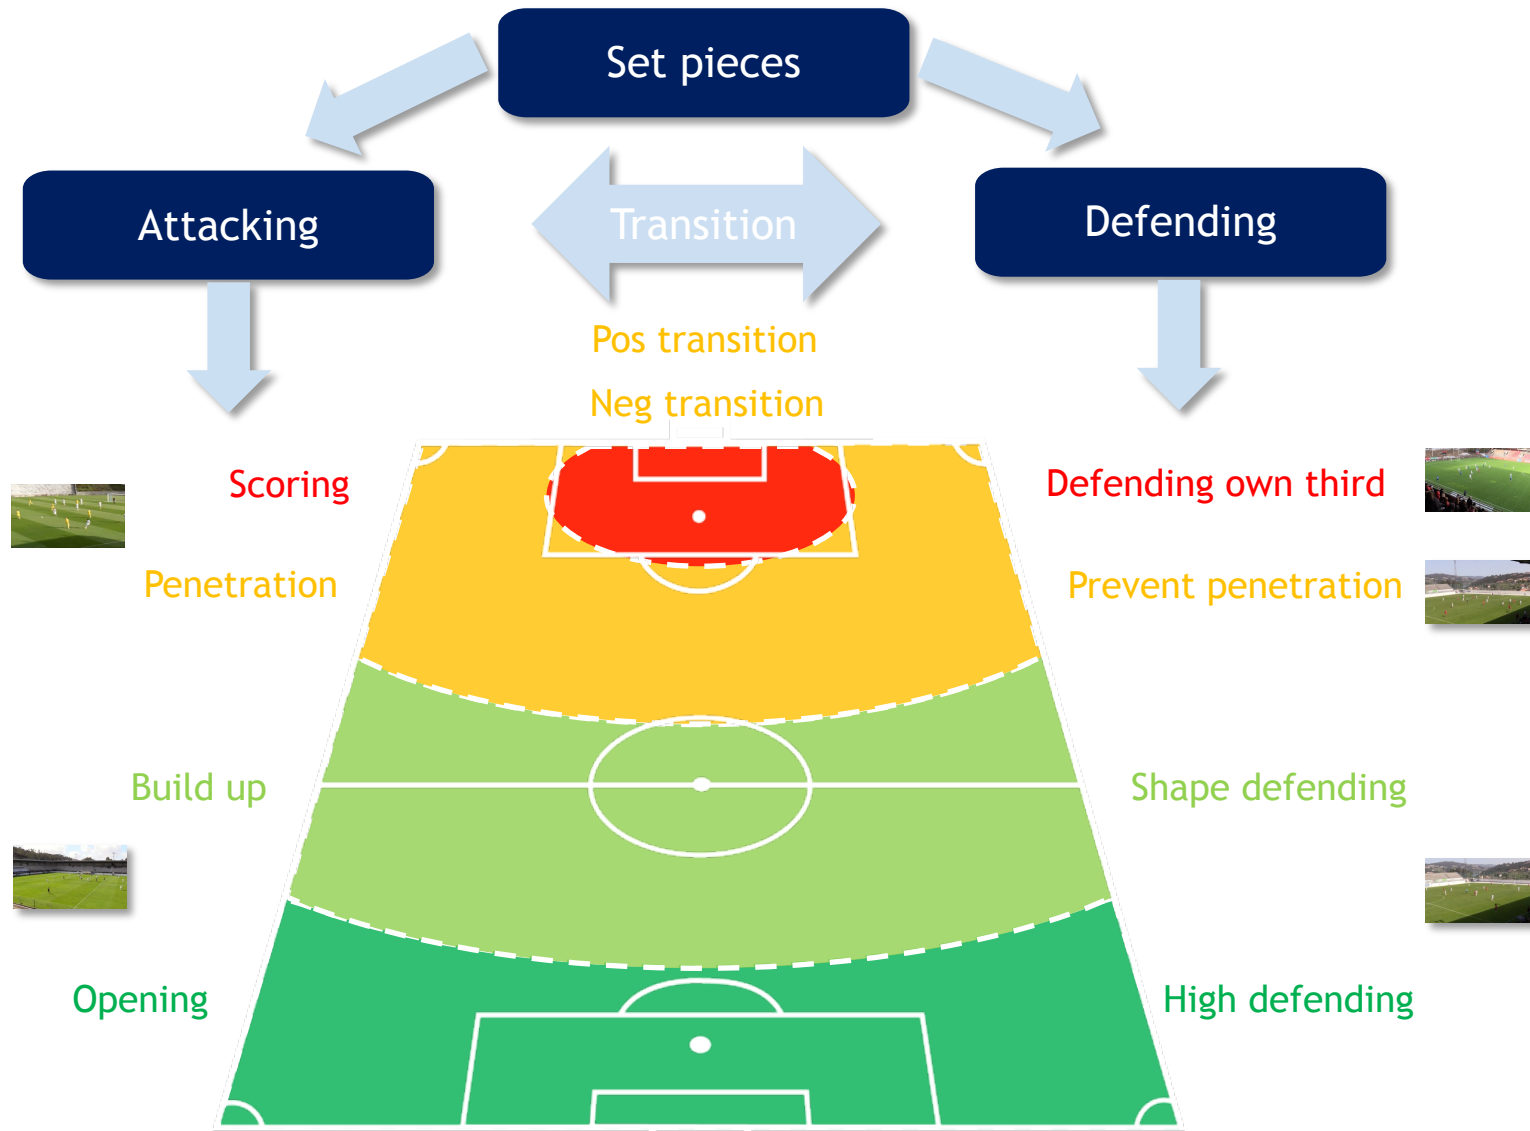 Set pieces
Attacking
Transition
Defending
Pos transition
Neg transition
Scoring
Defending own third
Penetration
Prevent penetration
Build up
Shape defending
Opening
High defending